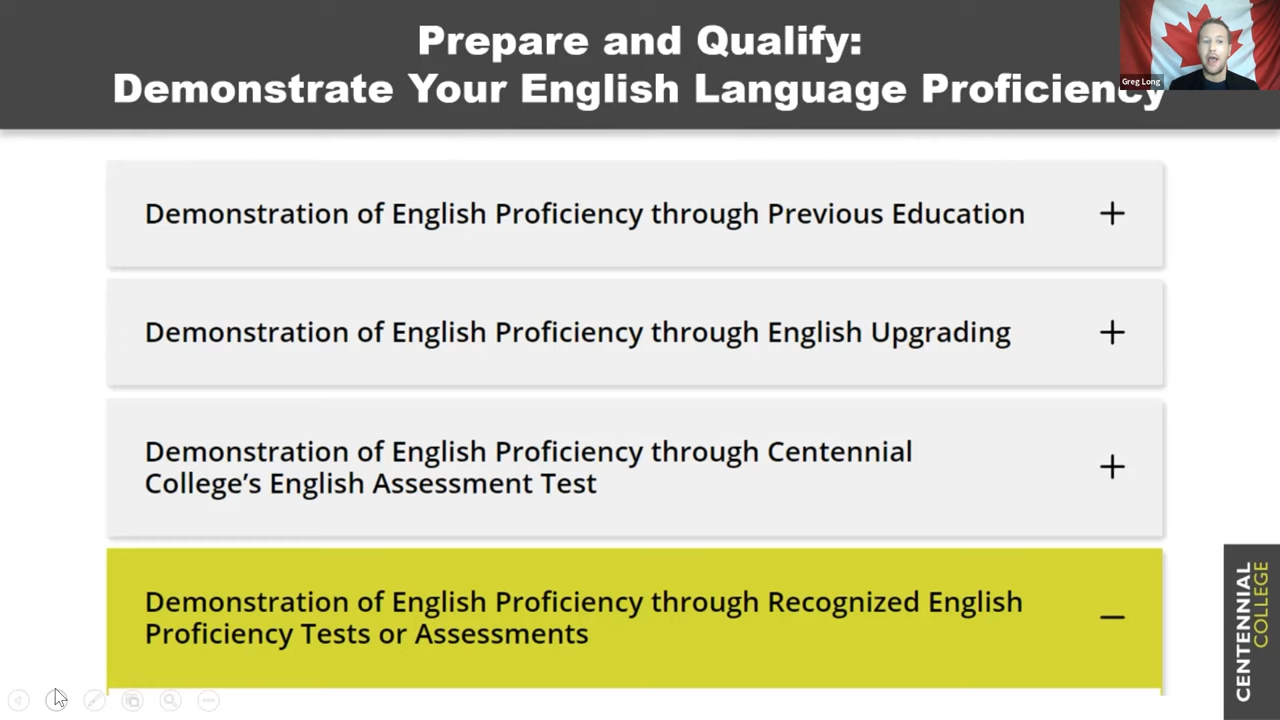 Prepare and Qualify:
Demonstrate Your English Language Proficiency
Greg Long
Demonstration of English Proficiency through Previous Education
Demonstration of English Proficiency through English Upgrading
Demonstration of English Proficiency through Centennial
College’s English Assessment Test
Demonstration of English Proficiency through Recognized English
Proficiency Tests or Assessments
CENTENNIAL
COLLEGE